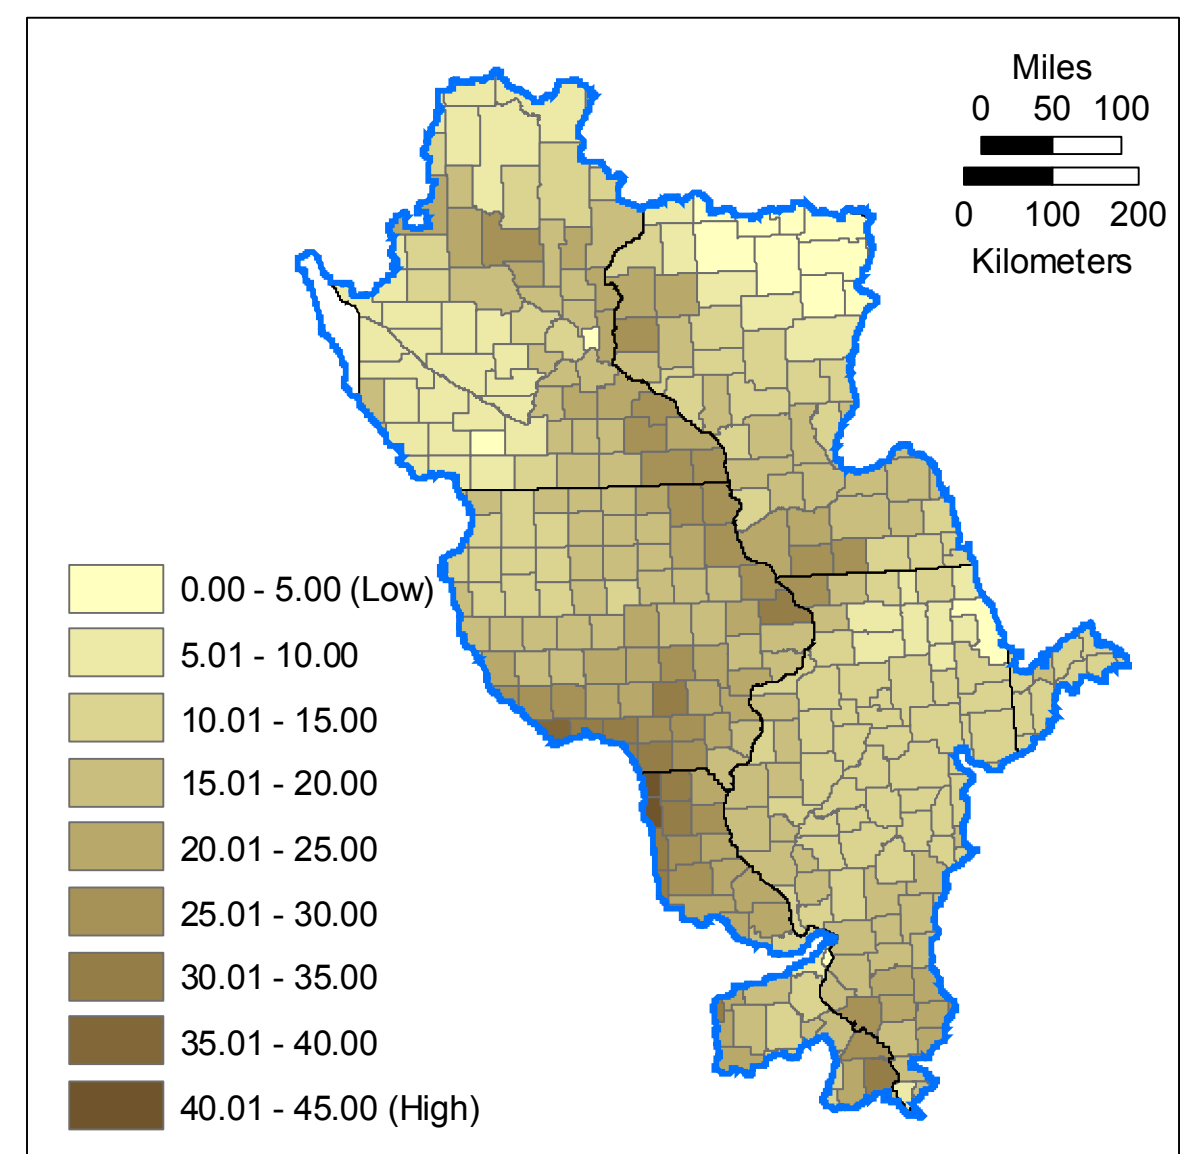 Miles
0 50 100
0 100 200
Kilometers
0.00 - 5.00 (Low)
5.01 - 10.00
10.01 - 15.00
15.01 - 20.00
20.01 - 25.00
25.01 - 30.00
30.01 - 35.00
35.01 - 40.00
40.01 - 45.00 (High)